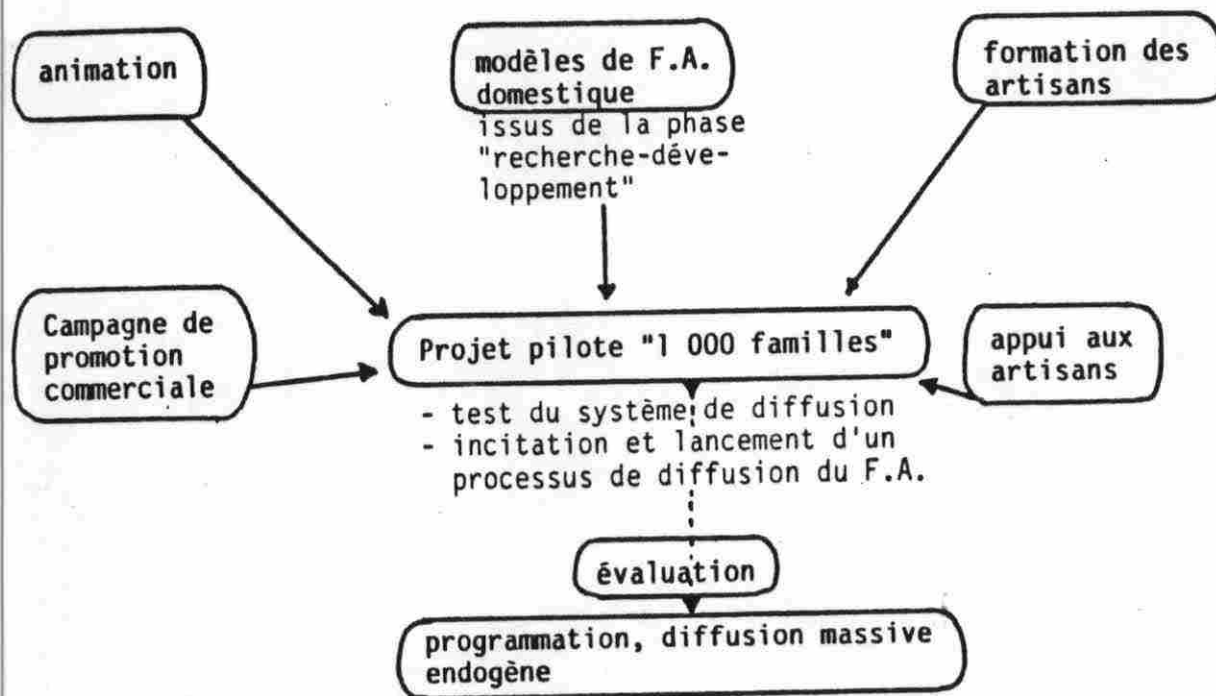 animation
modèles de F.A.
domestique
issus de la phase
"recherche-déve-
loppement"
formation des
artisans
Campagne de
promotion
commerciale
Projet pilote "1 000 familles"
appui aux
artisans
- test du système de diffusion
- incitation et lancement d'un
processus de diffusion du F.A.
évaluation
programmation, diffusion massive
endogène